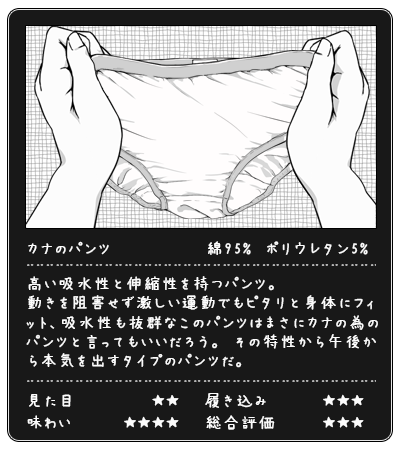 カナのパンツ 綿95% ポリウレタン5%
高い吸水性と伸縮性を持つパンツ。
動きを阻害せず激しい運動でもピタリと身体にフィ
ット、吸水性も抜群なこのパンツはまさにカナの為の
パンツと言ってもいいだろう。 その特性から午後か
ら本気を出すタイプのパンツだ。
見た目 ★★ 履き込み ★★★
味わい ★★★★ 総合評価 ★★★